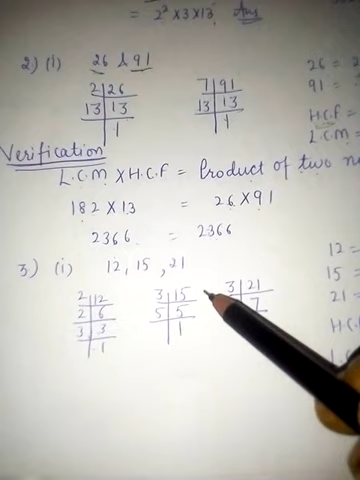 = 2² × 3 × 13 Ans
2) (i) 26 & 91
26 =
2 | 26   7 | 91   91 =
13 | 13   13 | 13
1   1   H.C.F
L.C.M
Verification
L.C.M × H.C.F = Product of two
182 × 13 = 26 × 91
2366 = 2366
3) (i) 12, 15, 21
12 =
15 =
2 | 12   3 | 15   3 | 21   21 =
2 | 6   5 | 5   7
3 | 3   1   H.C
1